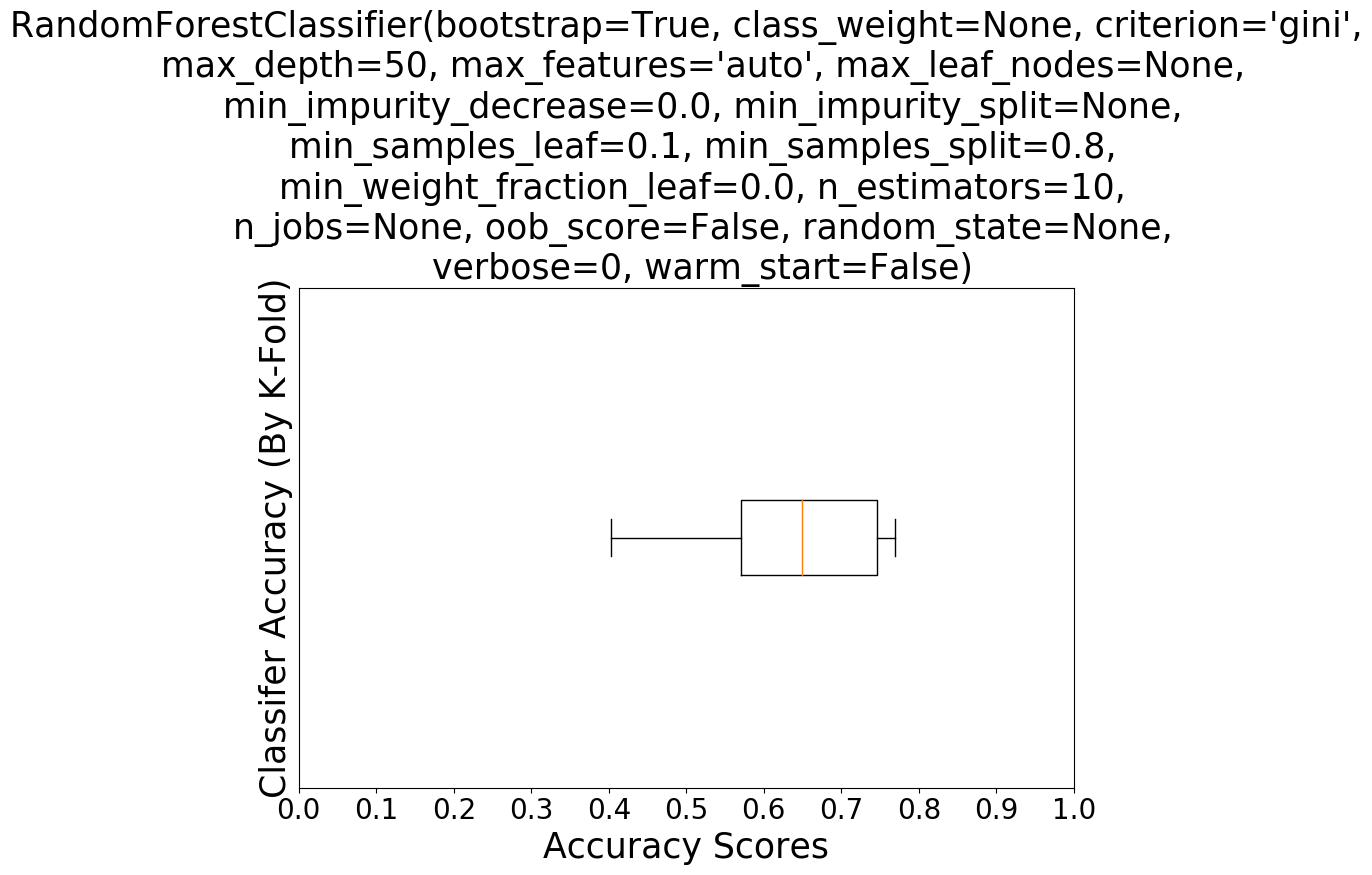 RandomForestClassifier(bootstrap=True, class_weight=None, criterion='gini',
max_depth=50, max_features='auto', max_leaf_nodes=None,
min_impurity_decrease=0.0, min_impurity_split=None,
min_samples_leaf=0.1, min_samples_split=0.8,
min_weight_fraction_leaf=0.0, n_estimators=10,
n_jobs=None, oob_score=False, random_state=None,
verbose=0, warm_start=False)
Classifer Accuracy (By K-Fold)
0.0 0.1 0.2 0.3 0.4 0.5 0.6 0.7 0.8 0.9 1.0
Accuracy Scores